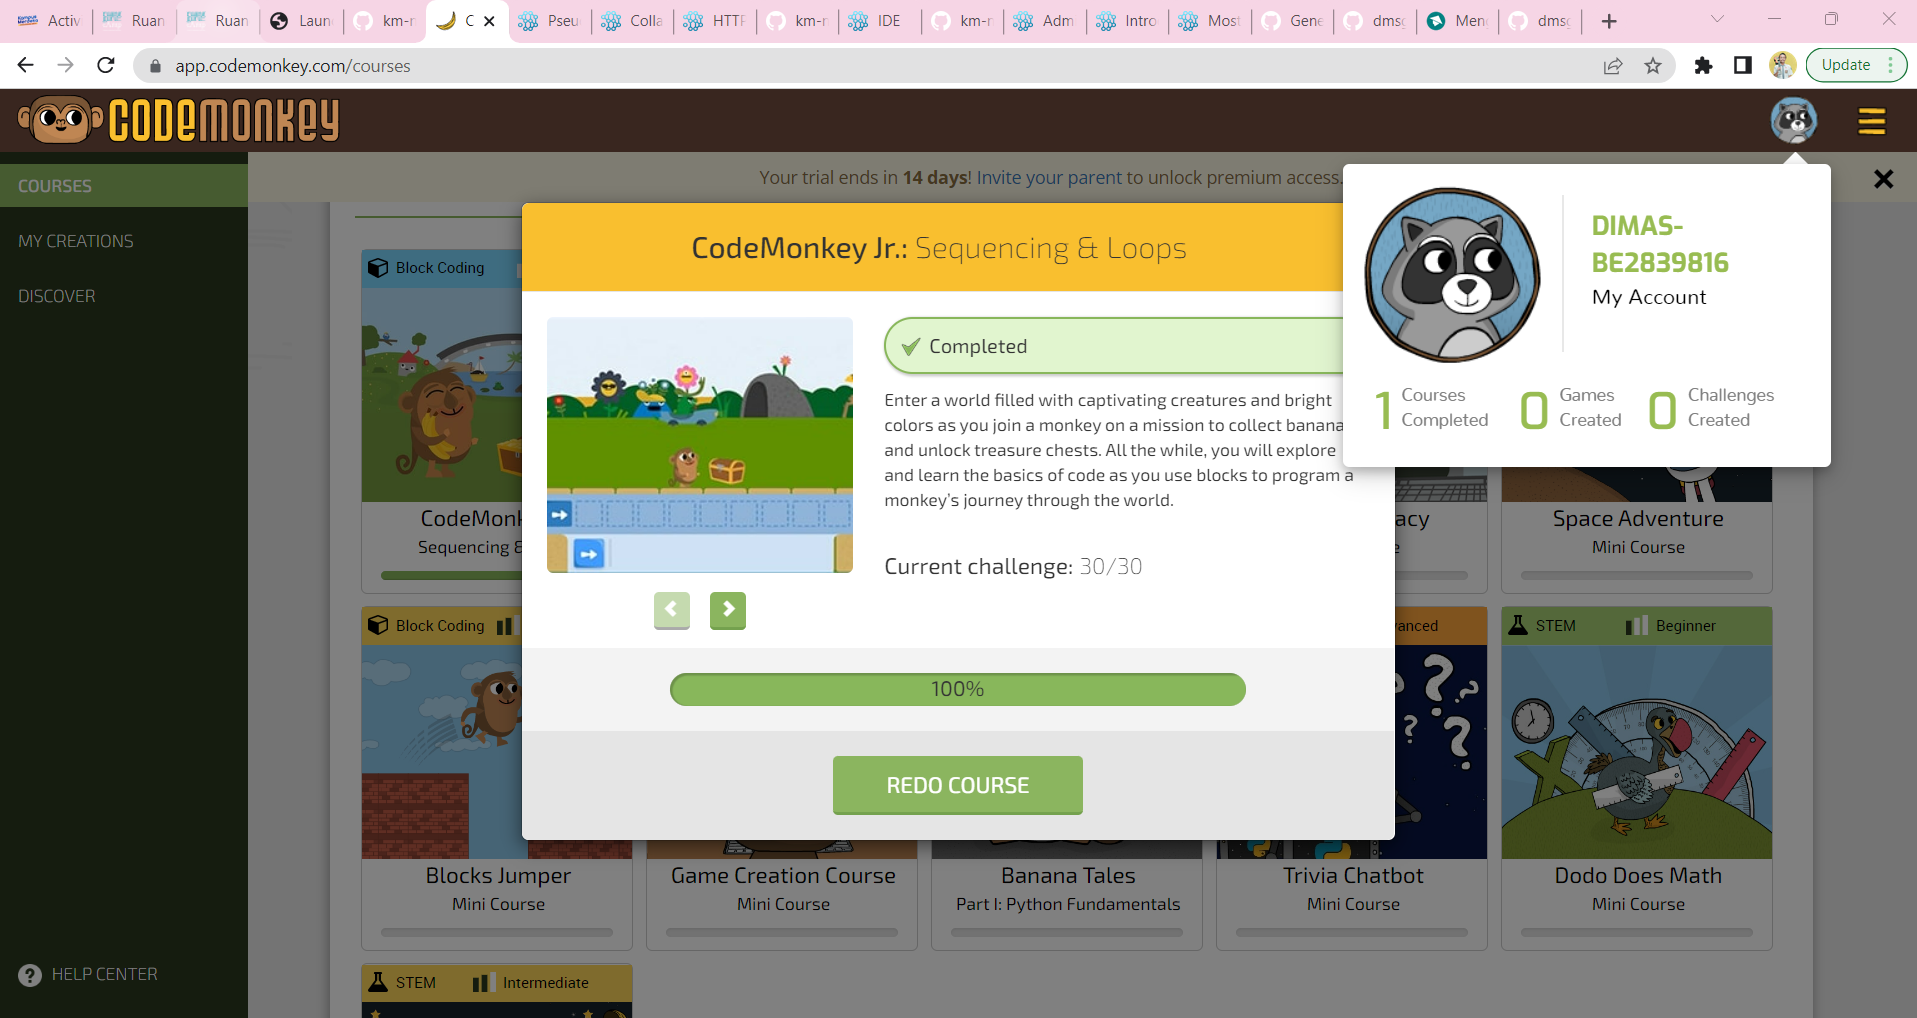 Activ
Ruan
Ruan
Laun
km-r
C
Pseu
Colla
HTTP
km-r
IDE
km-r
Adm
Intro
Most
Gene
dmsg
Men
dmsg
app.codemonkey.com/courses
Update
CODEMONKEY
COURSES
MY CREATIONS
DISCOVER
HELP CENTER
Your trial ends in 14 days! Invite your parent to unlock premium access.
DIMAS-
BE2839816
My Account
1 Courses Completed
0 Games Created
0 Challenges Created
CodeMonkey Jr.: Sequencing & Loops
Completed
Enter a world filled with captivating creatures and bright
colors as you join a monkey on a mission to collect banana
and unlock treasure chests. All the while, you will explore
and learn the basics of code as you use blocks to program a
monkey's journey through the world.
Current challenge: 30/30
100%
REDO COURSE
Block Coding
CodeMon
Sequencing &
acy
Space Adventure
Mini Course
Block Coding
Blocks Jumper
Mini Course
Game Creation Course
Mini Course
Banana Tales
Part I: Python Fundamentals
anced
Trivia Chatbot
Mini Course
STEM
Beginner
Dodo Does Math
Mini Course
STEM
Intermediate